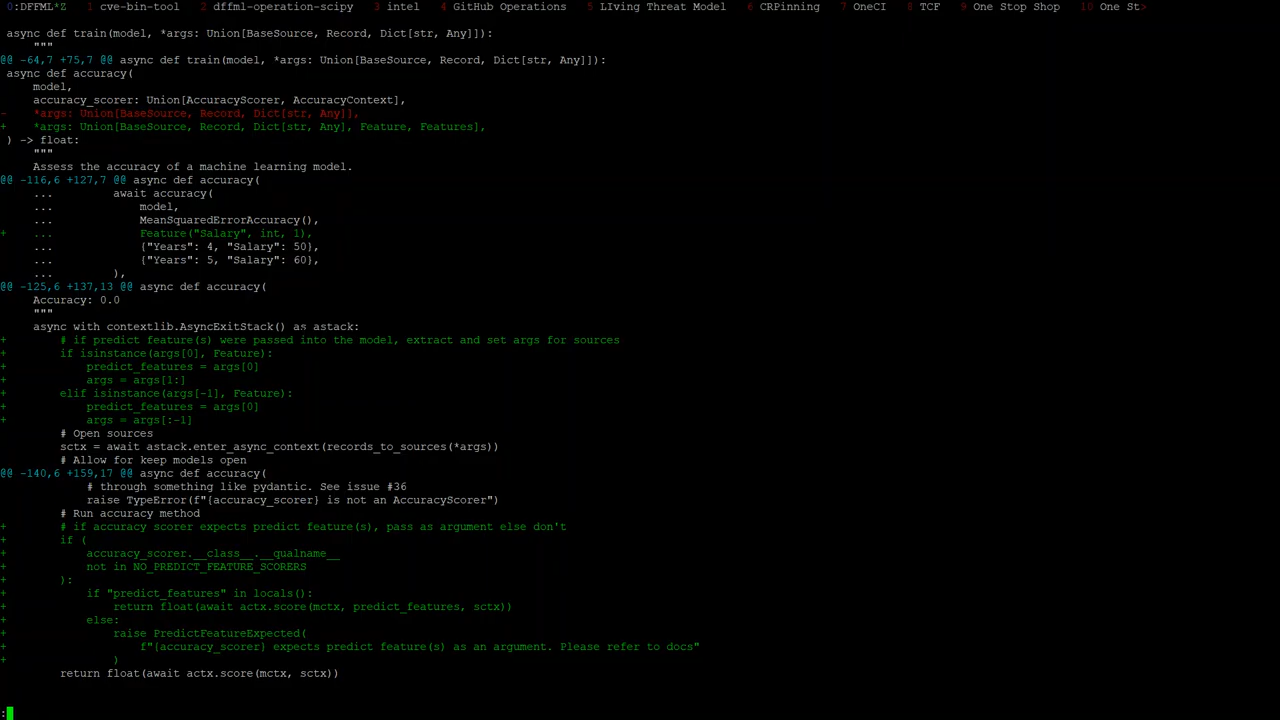 0:DFFML*Z  1 cve-bin-tool  2 dffml-operation-scipy  3 intel  4 GitHub Operations  5 LIving Threat Model  6 CRPinning  7 OneCI  8 TCF  9 One Stop Shop  10 One St>
 async def train(model, *args: Union[BaseSource, Record, Dict[str, Any]]):
     """
@@ -64,7 +75,7 @@ async def train(model, *args: Union[BaseSource, Record, Dict[str, Any]]):
 async def accuracy(
     model,
     accuracy_scorer: Union[AccuracyScorer, AccuracyContext],
-    *args: Union[BaseSource, Record, Dict[str, Any]],
+    *args: Union[BaseSource, Record, Dict[str, Any], Feature, Features],
 ) -> float:
     """
     Assess the accuracy of a machine learning model.
@@ -116,6 +127,7 @@ async def accuracy(
     ...         await accuracy(
     ...             model,
     ...             MeanSquaredErrorAccuracy(),
+    ...             Feature("Salary", int, 1),
     ...             {"Years": 4, "Salary": 50},
     ...             {"Years": 5, "Salary": 60},
     ...         ),
@@ -125,6 +137,13 @@ async def accuracy(
     Accuracy: 0.0
     """
     async with contextlib.AsyncExitStack() as astack:
+        # if predict feature(s) were passed into the model, extract and set args for sources
+        if isinstance(args[0], Feature):
+            predict_features = args[0]
+            args = args[1:]
+        elif isinstance(args[-1], Feature):
+            predict_features = args[0]
+            args = args[:-1]
         # Open sources
         sctx = await astack.enter_async_context(records_to_sources(*args))
         # Allow for keep models open
@@ -140,6 +159,17 @@ async def accuracy(
             # through something like pydantic. See issue #36
             raise TypeError(f"{accuracy_scorer} is not an AccuracyScorer")
         # Run accuracy method
+        # if accuracy scorer expects predict feature(s), pass as argument else don't
+        if (
+            accuracy_scorer.__class__.__qualname__
+            not in NO_PREDICT_FEATURE_SCORERS
+        ):
+            if "predict_features" in locals():
+                return float(await actx.score(mctx, predict_features, sctx))
+            else:
+                raise PredictFeatureExpected(
+                    f"{accuracy_scorer} expects predict feature(s) as an argument. Please refer to docs"
+                )
         return float(await actx.score(mctx, sctx))
: